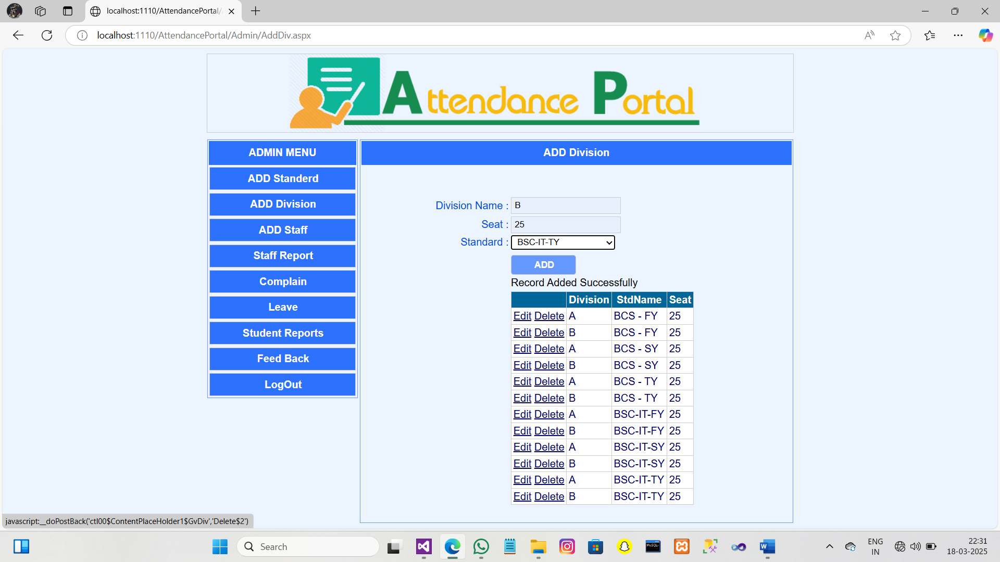 localhost:1110/AttendancePortal/
localhost:1110/AttendancePortal/Admin/AddDiv.aspx
Attendance Portal
ADMIN MENU
ADD Standerd
ADD Division
ADD Staff
Staff Report
Complain
Leave
Student Reports
Feed Back
LogOut
ADD Division
Division Name : B
Seat : 25
Standard : BSC-IT-TY
ADD
Record Added Successfully
Division StdName Seat
Edit Delete A BCS - FY 25
Edit Delete B BCS - FY 25
Edit Delete A BCS - SY 25
Edit Delete B BCS - SY 25
Edit Delete A BCS - TY 25
Edit Delete B BCS - TY 25
Edit Delete A BSC-IT-FY 25
Edit Delete B BSC-IT-FY 25
Edit Delete A BSC-IT-SY 25
Edit Delete B BSC-IT-SY 25
Edit Delete A BSC-IT-TY 25
Edit Delete B BSC-IT-TY 25
javascript:__doPostBack('ctl00$ContentPlaceHolder1$GvDiv','Delete$2')
Search
MySQL
W
ENG
IN
22:31
18-03-2025